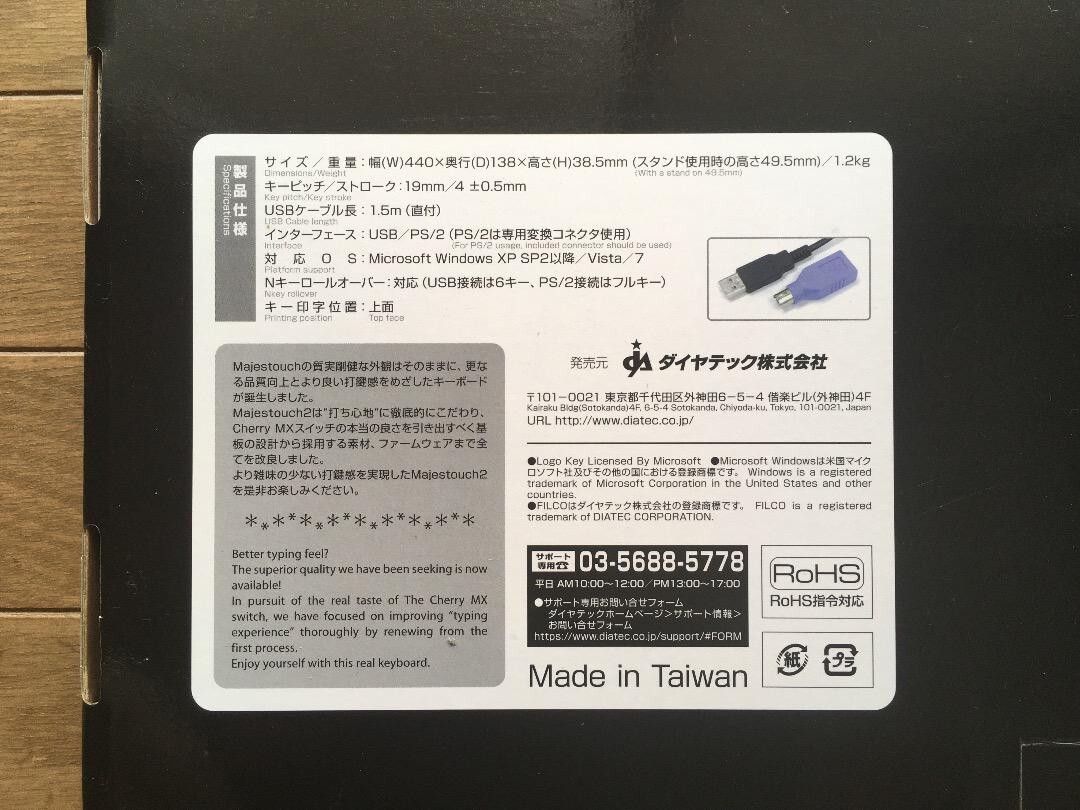 製品仕様
Specifications
サイズ／重量：幅(W)440×奥行(D)138×高さ(H)38.5mm (スタンド使用時の高さ49.5mm)／1.2kg
Dimensions/Weight (With a stand on 49.5mm)
キーピッチ／ストローク：19mm／4 ±0.5mm
Key pitch/Key stroke
USBケーブル長：1.5m (直付)
USB Cable length
インターフェース：USB／PS/2 (PS/2は専用変換コネクタ使用)
Interface (For PS/2 usage, included connector should be used)
対応OS：Microsoft Windows XP SP2以降／Vista／7
Platform support
Nキーロールオーバー：対応 (USB接続は6キー、PS/2接続はフルキー)
Nkey rollover
キー印字位置：上面
Printing position Top face
Majestouchの質実剛健な外観はそのままに、更な
る品質向上とより良い打鍵感をめざしたキーボード
が誕生しました。
Majestouch2は"打ち心地"に徹底的にこだわり、
Cherry MXスイッチの本当の良さを引き出すべく基
板の設計から採用する素材、ファームウェアまで全
てを改良しました。
より雑味の少ない打鍵感を実現したMajestouch2
を是非お楽しみください。
Better typing feel?
The superior quality we have been seeking is now
available!
In pursuit of the real taste of The Cherry MX
switch, we have focused on improving "typing
experience" thoroughly by renewing from the
first process.
Enjoy yourself with this real keyboard.
発売元 ダイヤテック株式会社
〒101-0021 東京都千代田区外神田6-5-4 偕楽ビル(外神田)4F
Kairaku Bldg(Sotokanda)4F, 6-5-4 Sotokanda, Chiyoda-ku, Tokyo, 101-0021, Japan
URL http://www.diatec.co.jp/
●Logo Key Licensed By Microsoft ●Microsoft Windowsは米国マイク
ロソフト社及びその他の国における登録商標です。 Windows is a registered
trademark of Microsoft Corporation in the United States and other
countries.
●FILCOはダイヤテック株式会社の登録商標です。 FILCO is a registered
trademark of DIATEC CORPORATION.
サポート専用☎ 03-5688-5778
平日 AM10:00〜12:00／PM13:00〜17:00
●サポート専用お問い合せフォーム
ダイヤテックホームページ＞サポート情報＞
お問い合せフォーム
https://www.diatec.co.jp/support/#FORM
RoHS
RoHS指令対応
Made in Taiwan
紙 プラ